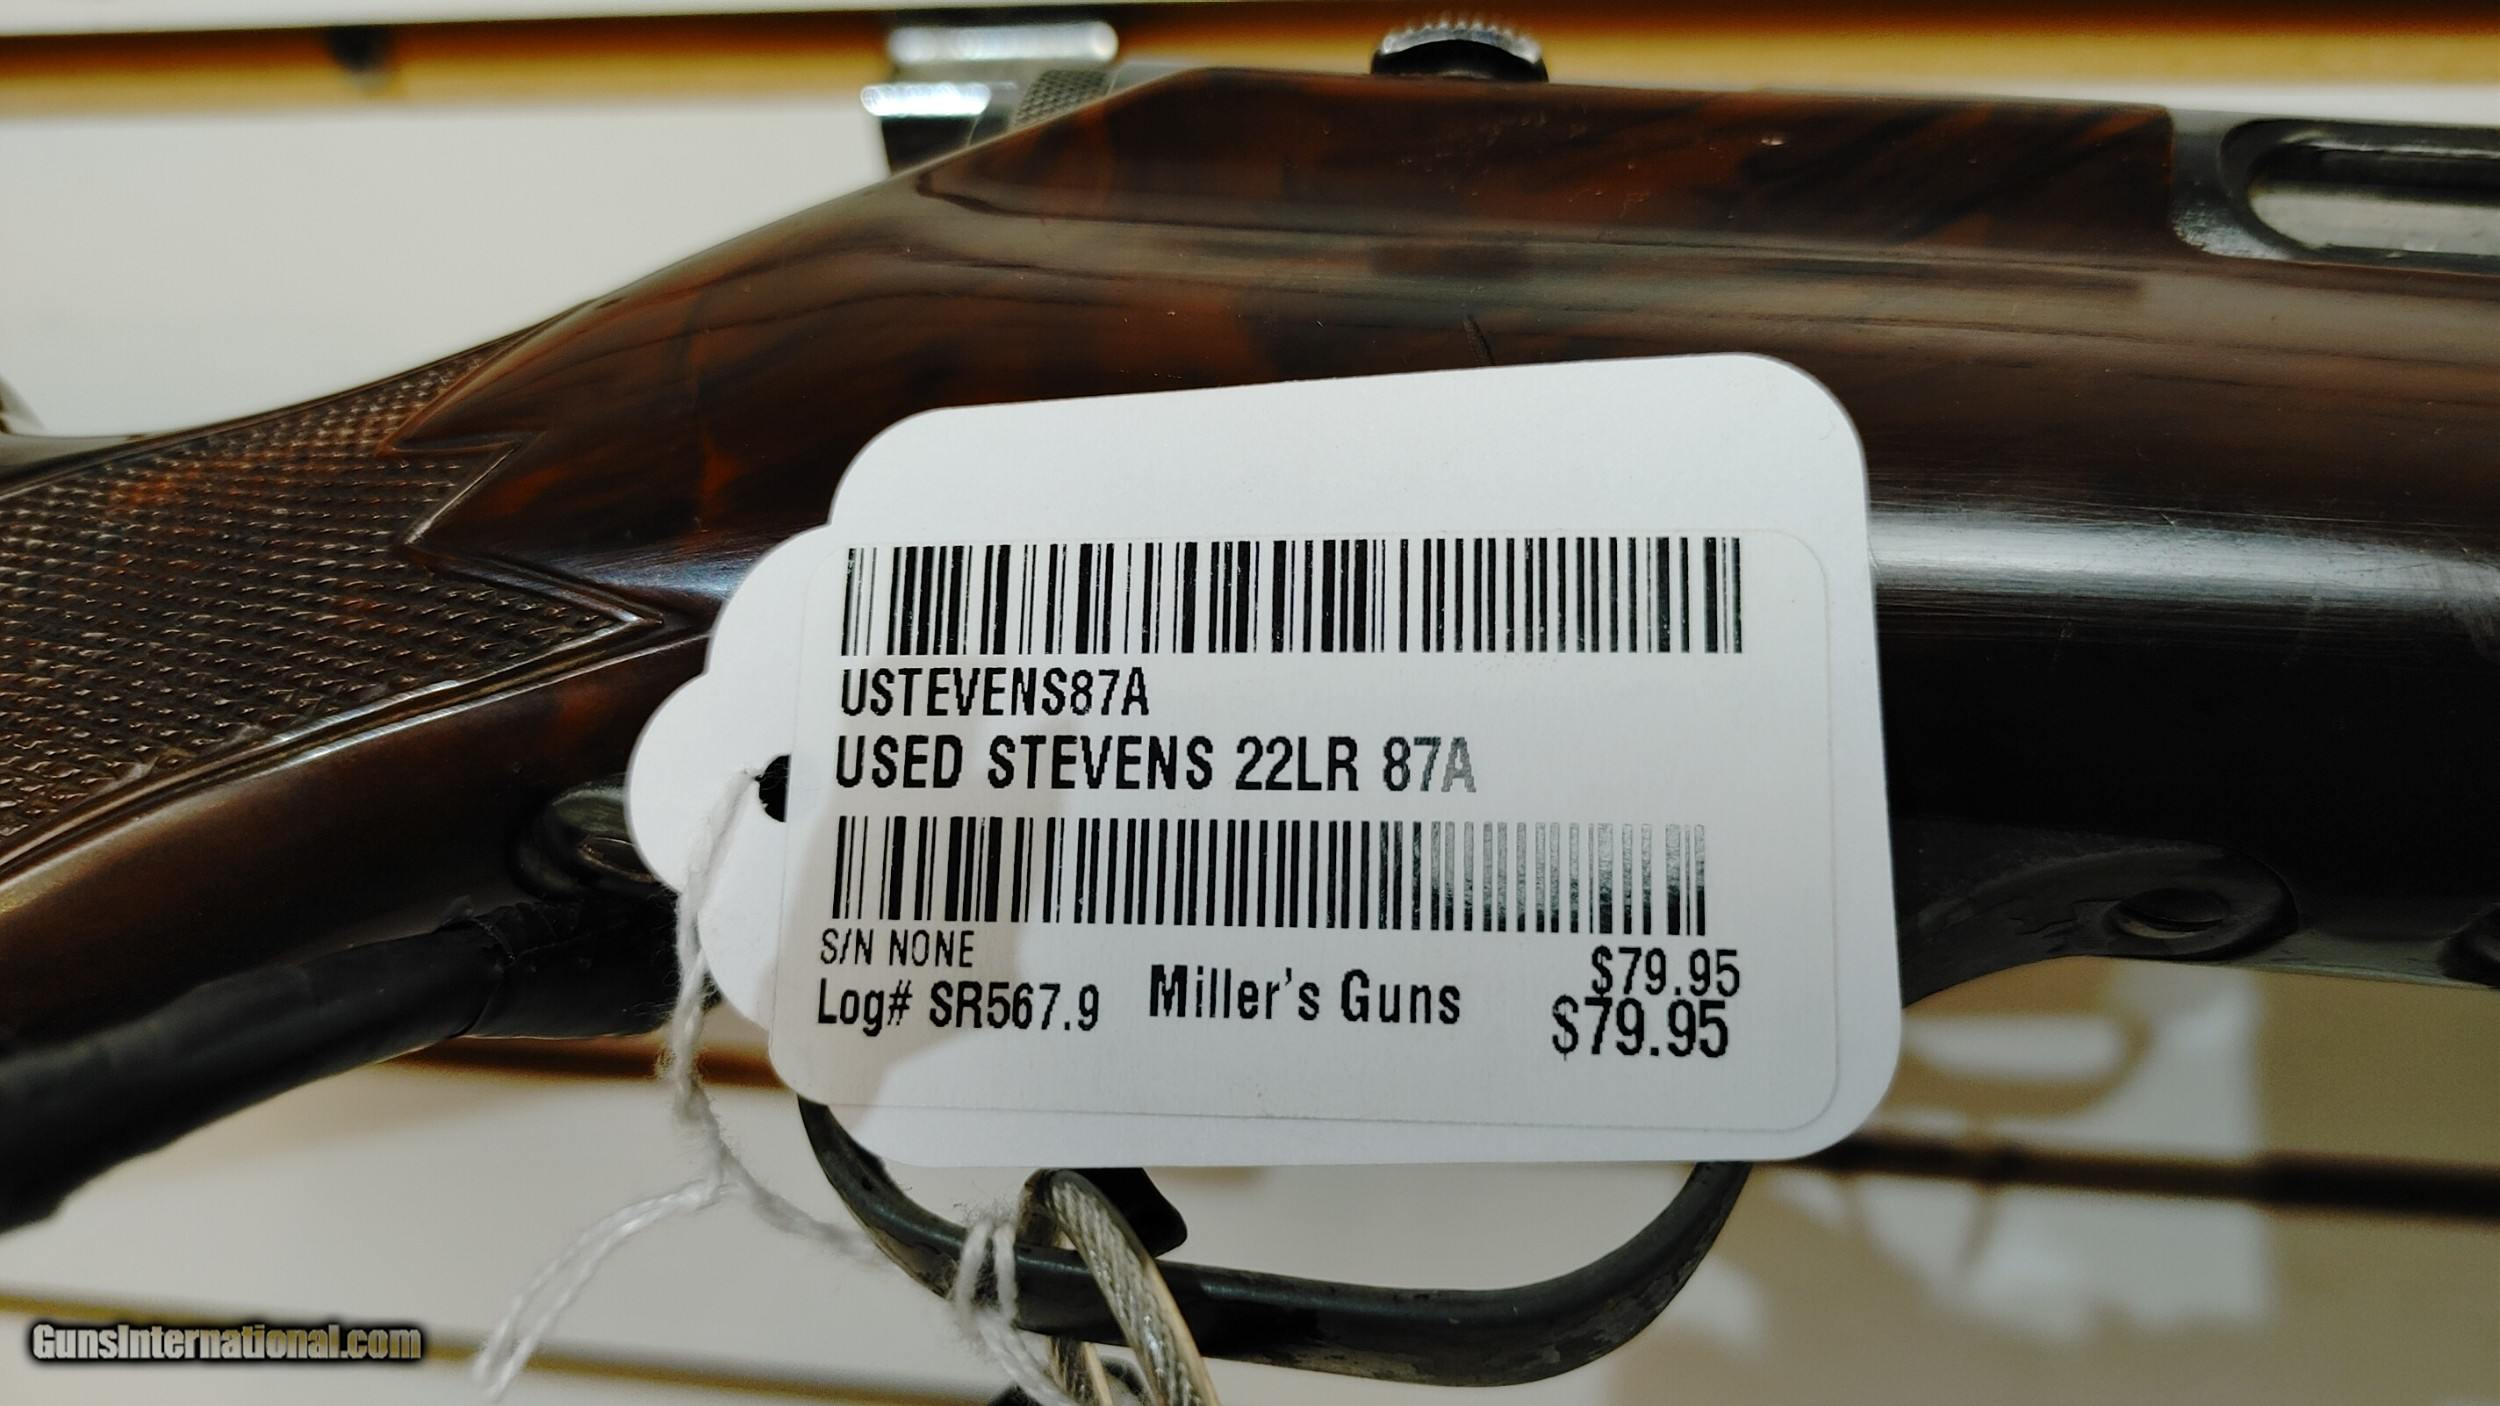 USTEVENS87A
USED STEVENS 22LR 87A
S/N NONE
$79.95
Log# SR567.9 Miller's Guns $79.95
GunsInternational.com